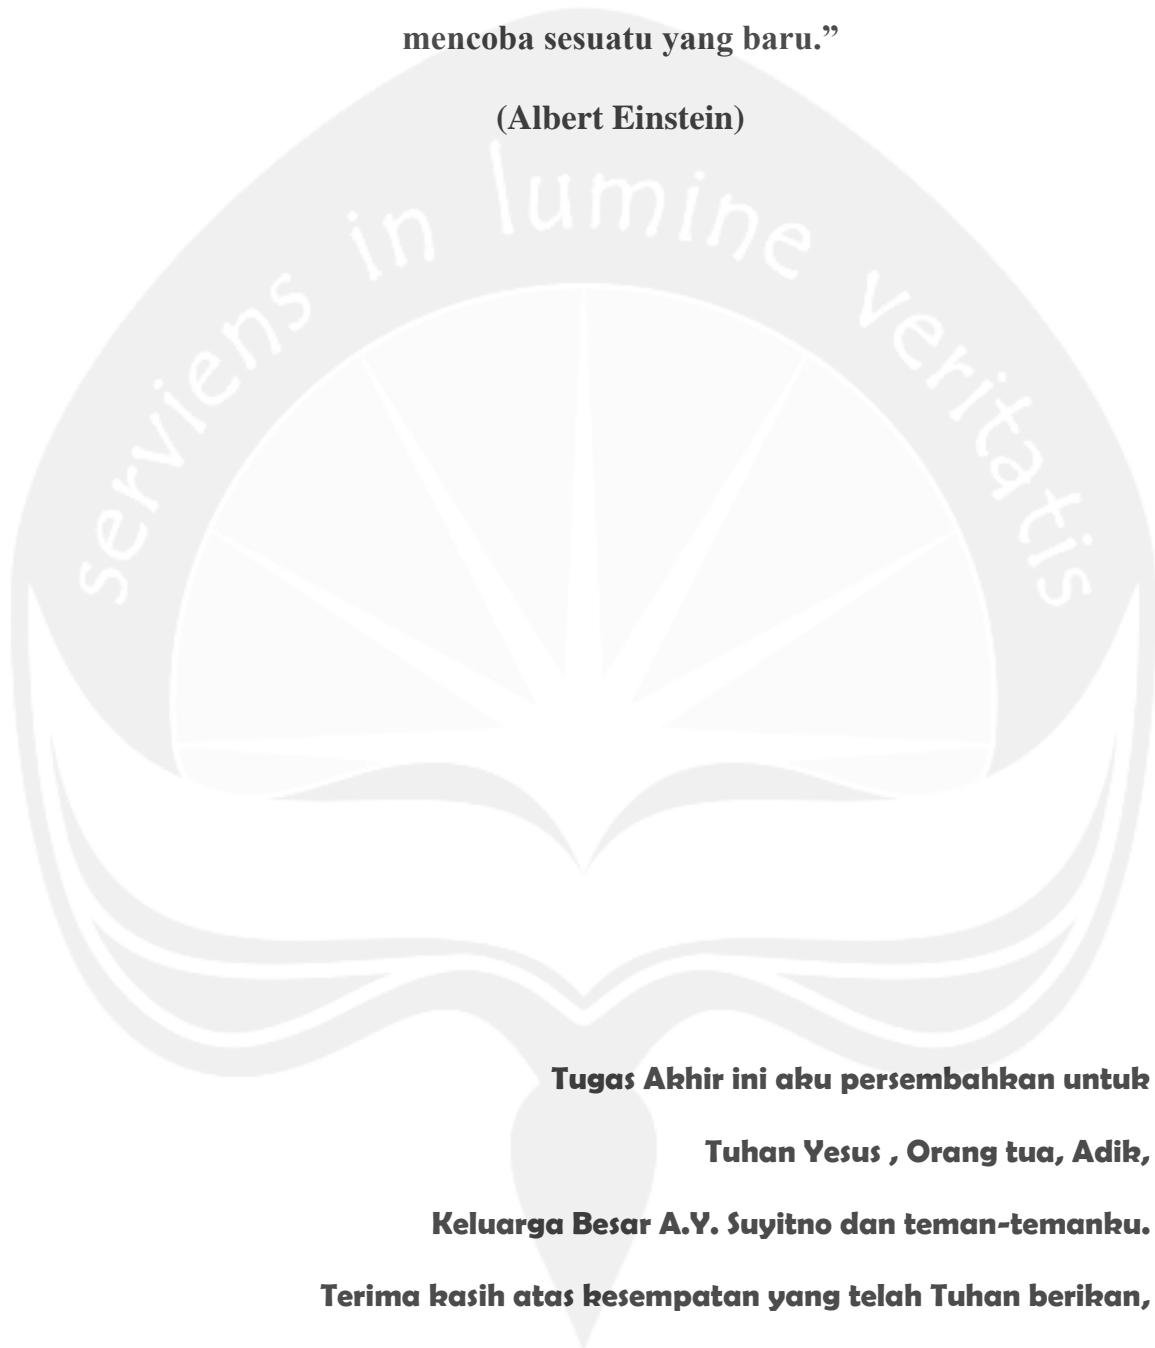 mencoba sesuatu yang baru.”
(Albert Einstein)
serviens in lumine veritatis
Tugas Akhir ini aku persembahkan untuk
Tuhan Yesus , Orang tua, Adik,
Keluarga Besar A.Y. Suyitno dan teman-temanku.
Terima kasih atas kesempatan yang telah Tuhan berikan,